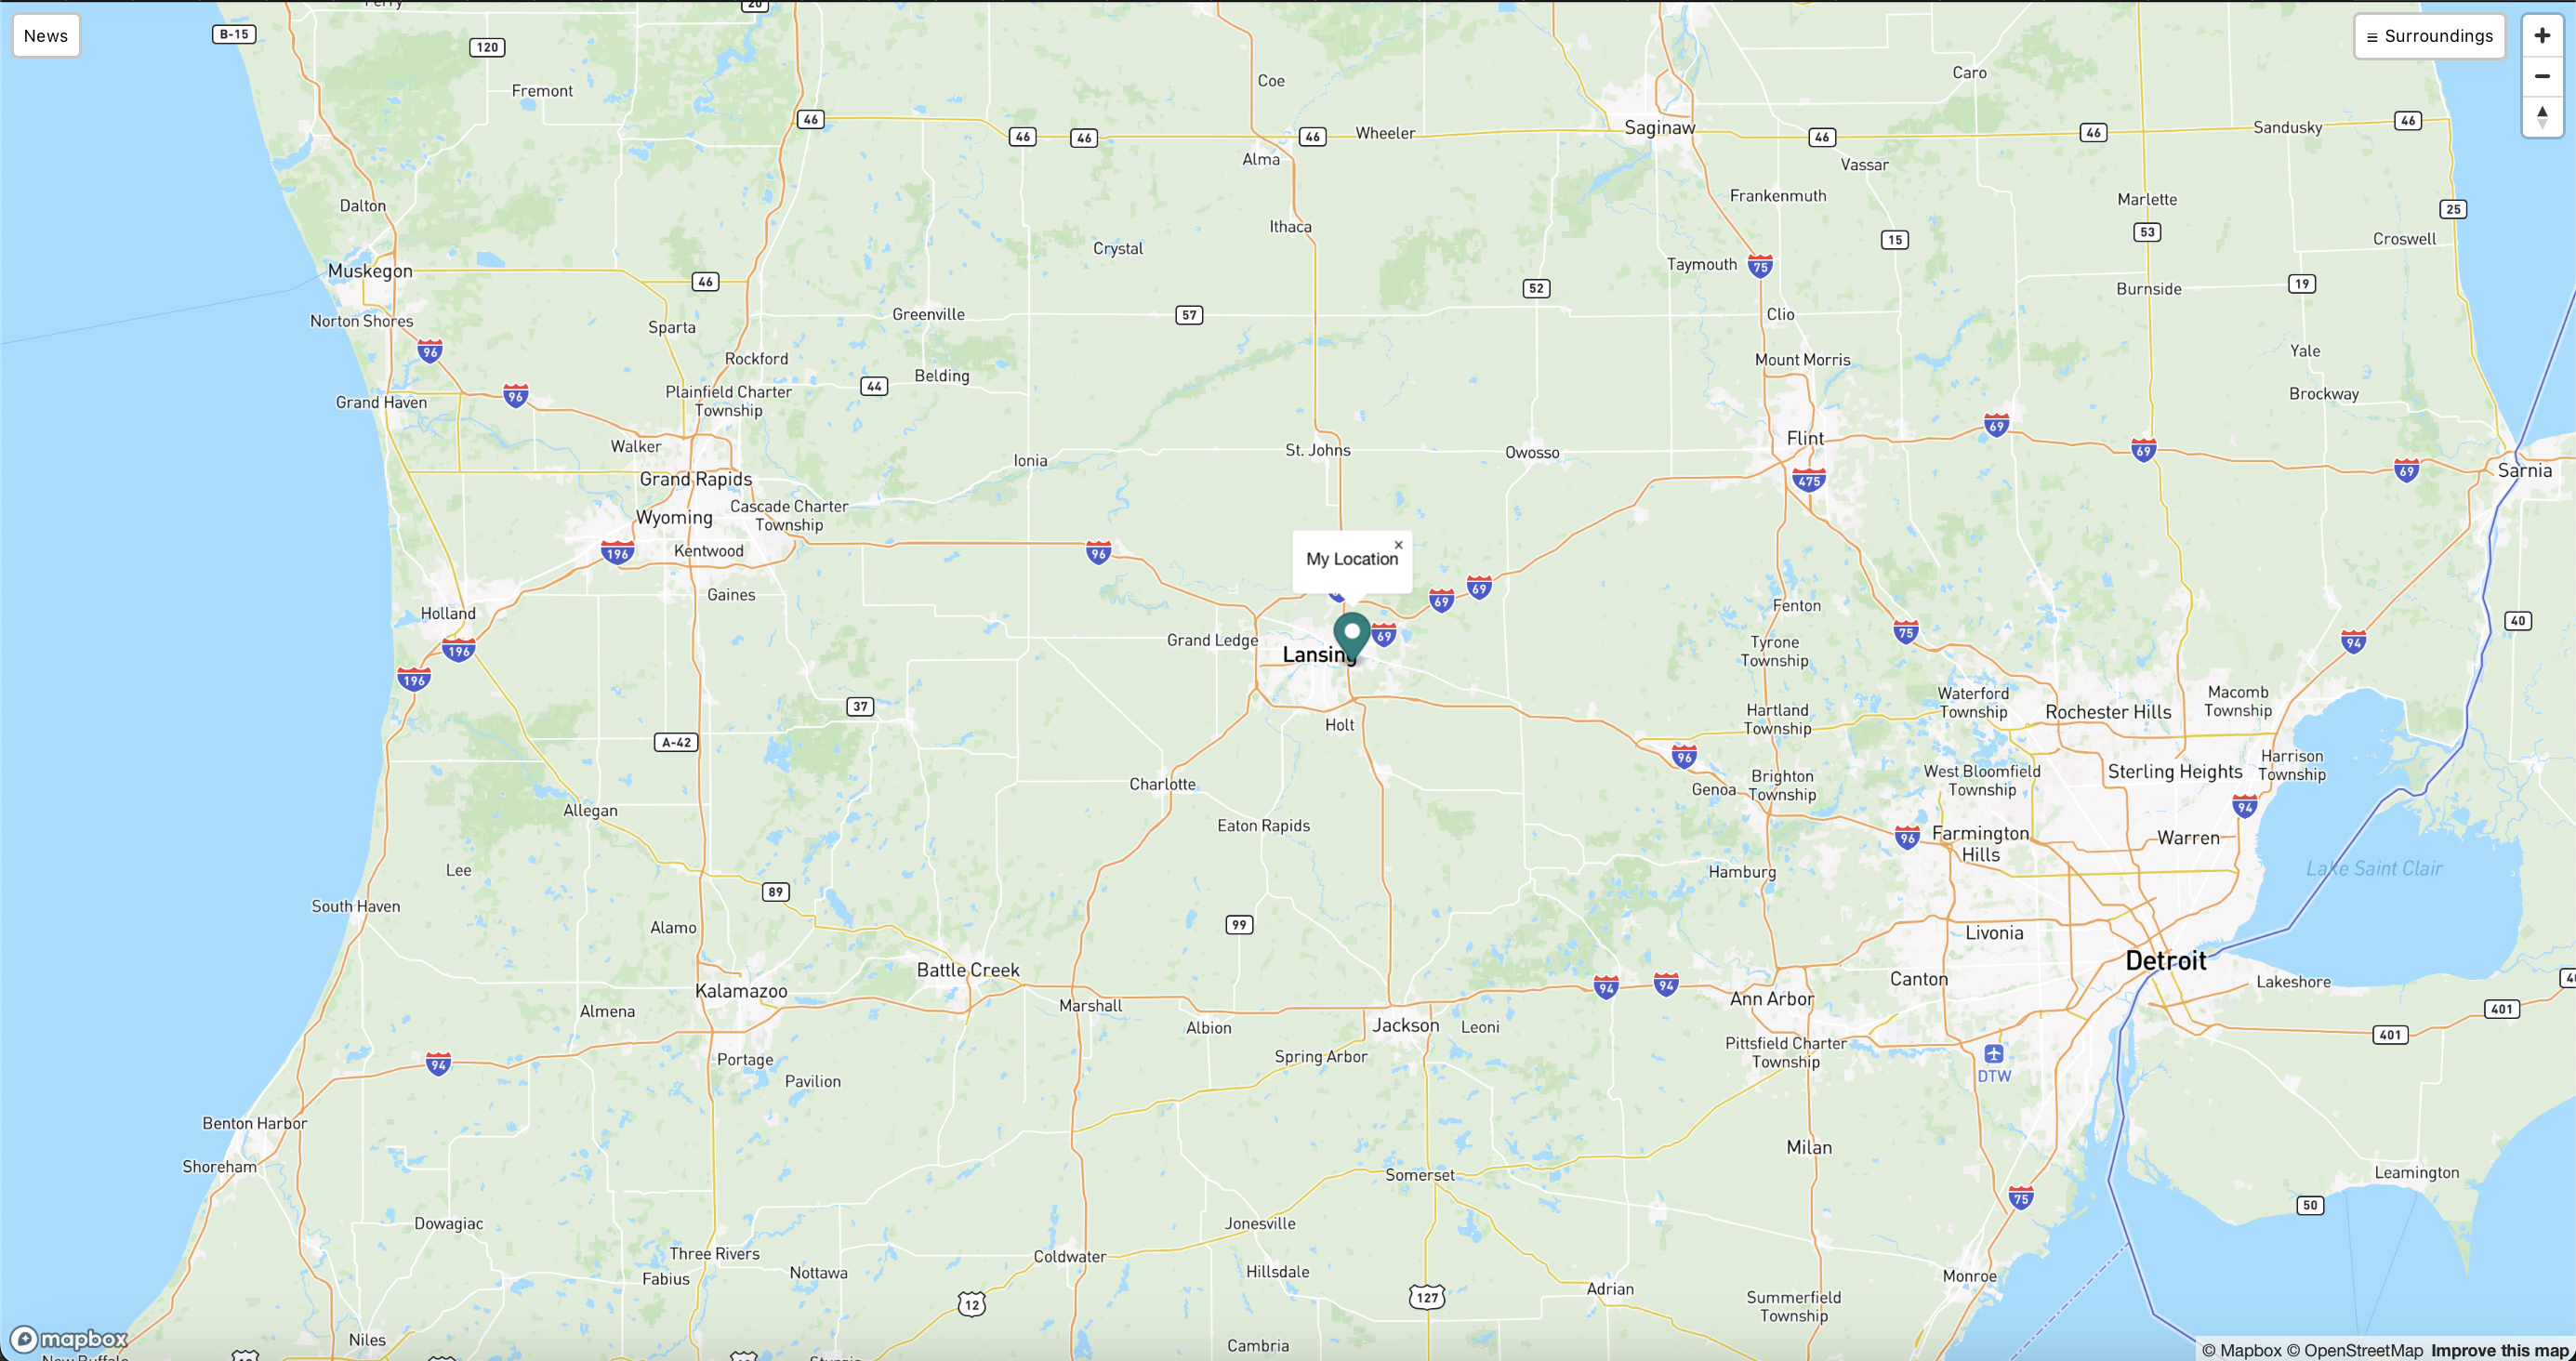 Perry
20
News
B-15
120
≡ Surroundings
Coe
Caro
Fremont
46
46
46
46
Wheeler
Saginaw
46
46
Sandusky
46
Alma
Vassar
Dalton
Frankenmuth
Marlette
25
Ithaca
53
Crystal
15
Croswell
Muskegon
46
Taymouth
75
52
Burnside
19
Norton Shores
Sparta
Greenville
57
Clio
96
Rockford
Mount Morris
Yale
44
Belding
96
Plainfield Charter
Township
Grand Haven
Brockway
69
Walker
Ionia
St. Johns
Owosso
Flint
69
69
Sarnia
Grand Rapids
475
Wyoming
Cascade Charter
Township
196
Kentwood
96
My Location
×
69
69
Gaines
Holland
Fenton
40
196
Grand Ledge
69
75
94
Lansing
Tyrone
Township
196
37
Holt
Hartland
Township
Waterford
Township
Rochester Hills
Macomb
Township
A-42
96
Charlotte
Genoa
Brighton
Township
West Bloomfield
Township
Sterling Heights
Harrison
Township
Allegan
94
Eaton Rapids
96
Farmington
Hills
Warren
Lee
Hamburg
Lake Saint Clair
89
South Haven
Alamo
99
Livonia
Battle Creek
Detroit
Kalamazoo
94
94
Canton
Lakeshore
Marshall
Ann Arbor
Almena
Albion
Jackson
Leoni
401
401
94
Portage
Spring Arbor
Pittsfield Charter
Township
DTW
Pavilion
Benton Harbor
Milan
Shoreham
Somerset
Leamington
75
50
Dowagiac
Jonesville
Three Rivers
Coldwater
Fabius
Nottawa
Hillsdale
Monroe
12
127
Adrian
Summerfield
Township
mapbox
Niles
Cambria
© Mapbox © OpenStreetMap Improve this map
New Buffalo
Sturgis